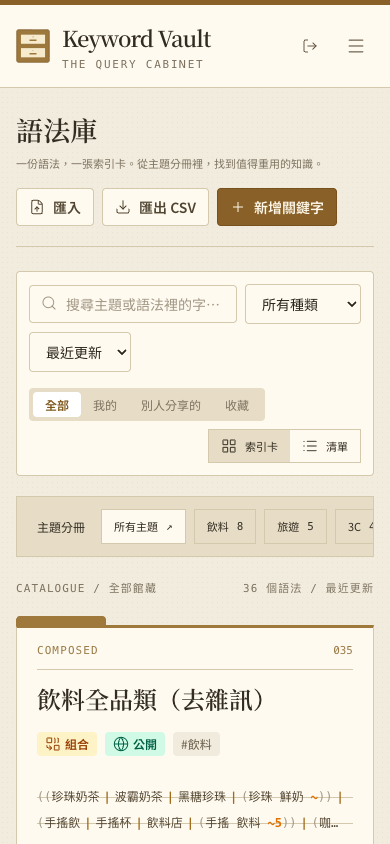 Keyword Vault
THE QUERY CABINET
語法庫
一份語法，一張索引卡。從主題分冊裡，找到值得重用的知識。
匯入
匯出 CSV
新增關鍵字
搜尋主題或語法裡的字⋯
所有種類
最近更新
全部 我的 別人分享的 收藏
索引卡 清單
主題分冊 所有主題 ↗ 飲料 8 旅遊 5 3C
CATALOGUE / 全部館藏 36 個語法 / 最近更新
COMPOSED 035
飲料全品類（去雜訊）
組合 公開 #飲料
((珍珠奶茶 | 波霸奶茶 | 黑糖珍珠 | (珍珠 鮮奶 ~)) |
(手搖飲 | 手搖杯 | 飲料店 | (手搖 飲料 ~5)) | (咖…